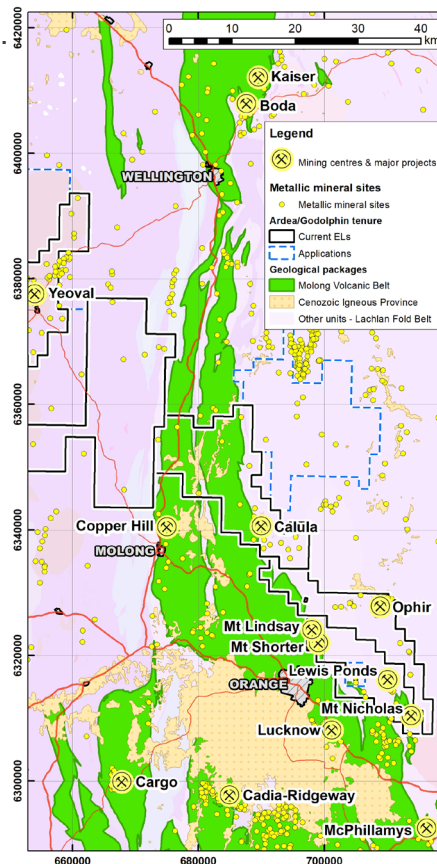 0 10 20 30 40
km
Kaiser
Boda
Legend
Mining centres & major projects
Metallic mineral sites
Metallic mineral sites
Ardea/Godolphin tenure
Current ELs
Applications
Geological packages
Molong Volcanic Belt
Cenozoic Igneous Province
Other units - Lachlan Fold Belt
WELLINGTON
Yeoval
Copper Hill
Calula
MOLONG
Ophir
Mt Lindsay
Mt Shorter
Lewis Ponds
ORANGE
Mt Nicholas
Lucknow
Cargo
Cadia-Ridgeway
McPhillamys
6420000
6400000
6380000
6360000
6340000
6320000
6300000
660000 680000 700000